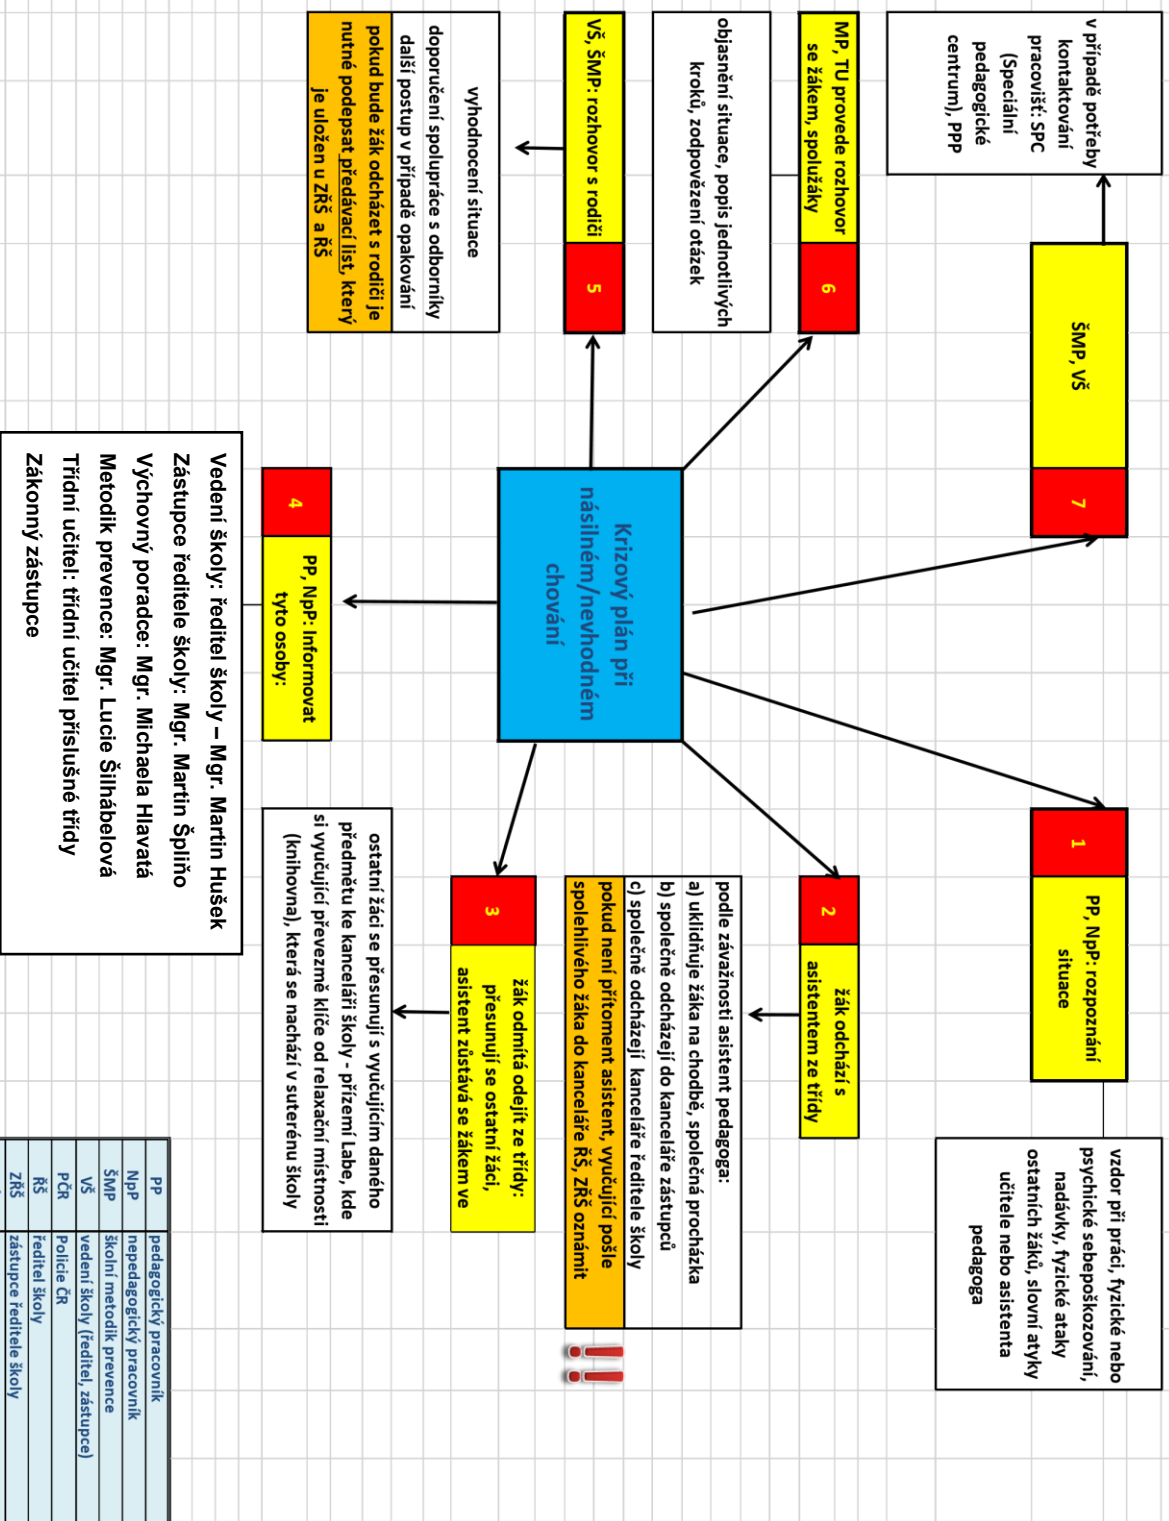 Krizový plán při
násilném/nevhodném
chování
1
PP, NpP: rozpoznání
situace
vzdor při práci, fyzické nebo
psychické sebepoškozování,
nadávky, fyzické ataky
ostatních žáků, slovní atyky
učitele nebo asistenta
pedagoga
2
žák odchází s
asistentem ze třídy
podle závažnosti asistent pedagoga:
a) uklidňuje žáka na chodbě, společná procházka
b) společně odcházejí do kanceláře zástupců
c) společně odcházejí kanceláře ředitele školy
pokud není přítoment asistent, vyučující pošle
spolehlivého žáka do kanceláře ŘŠ, ZŘŠ oznámit
3
žák odmítá odejít ze třídy:
přesunují se ostatní žáci,
asistent zůstává se žákem ve
ostatní žáci se přesunují s vyučujícím daného
předmětu ke kanceláři školy - přízemí Labe, kde
si vyučující převezmě klíče od relaxační místnosti
(knihovna), která se nachází v suterénu školy
4
PP, NpP: Informovat
tyto osoby:
Vedení školy: ředitel školy – Mgr. Martin Hušek
Zástupce ředitele školy: Mgr. Martin Špliňo
Výchovný poradce: Mgr. Michaela Hlavatá
Metodik prevence: Mgr. Lucie Šilhábelová
Třídní učitel: třídní učitel příslušné třídy
Zákonný zástupce
VŠ, ŠMP: rozhovor s rodiči
5
vyhodnocení situace
doporučení spolupráce s odborníky
další postup v případě opakování
pokud bude žák odcházet s rodiči je
nutné podepsat předávací list, který
je uložen u ZŘŠ a ŘŠ
MP, TU provede rozhovor
se žákem, spolužáky
6
objasnění situace, popis jednotlivých
kroků, zodpovězení otázek
ŠMP, VŠ
7
v případě potřeby
kontaktování
pracovišť: SPC
(Speciální
pedagogické
centrum), PPP
PP pedagogický pracovník
NpP nepedagogický pracovník
ŠMP školní metodik prevence
VŠ vedení školy (ředitel, zástupce)
PČR Policie ČR
ŘŠ ředitel školy
ZŘŠ zástupce ředitele školy